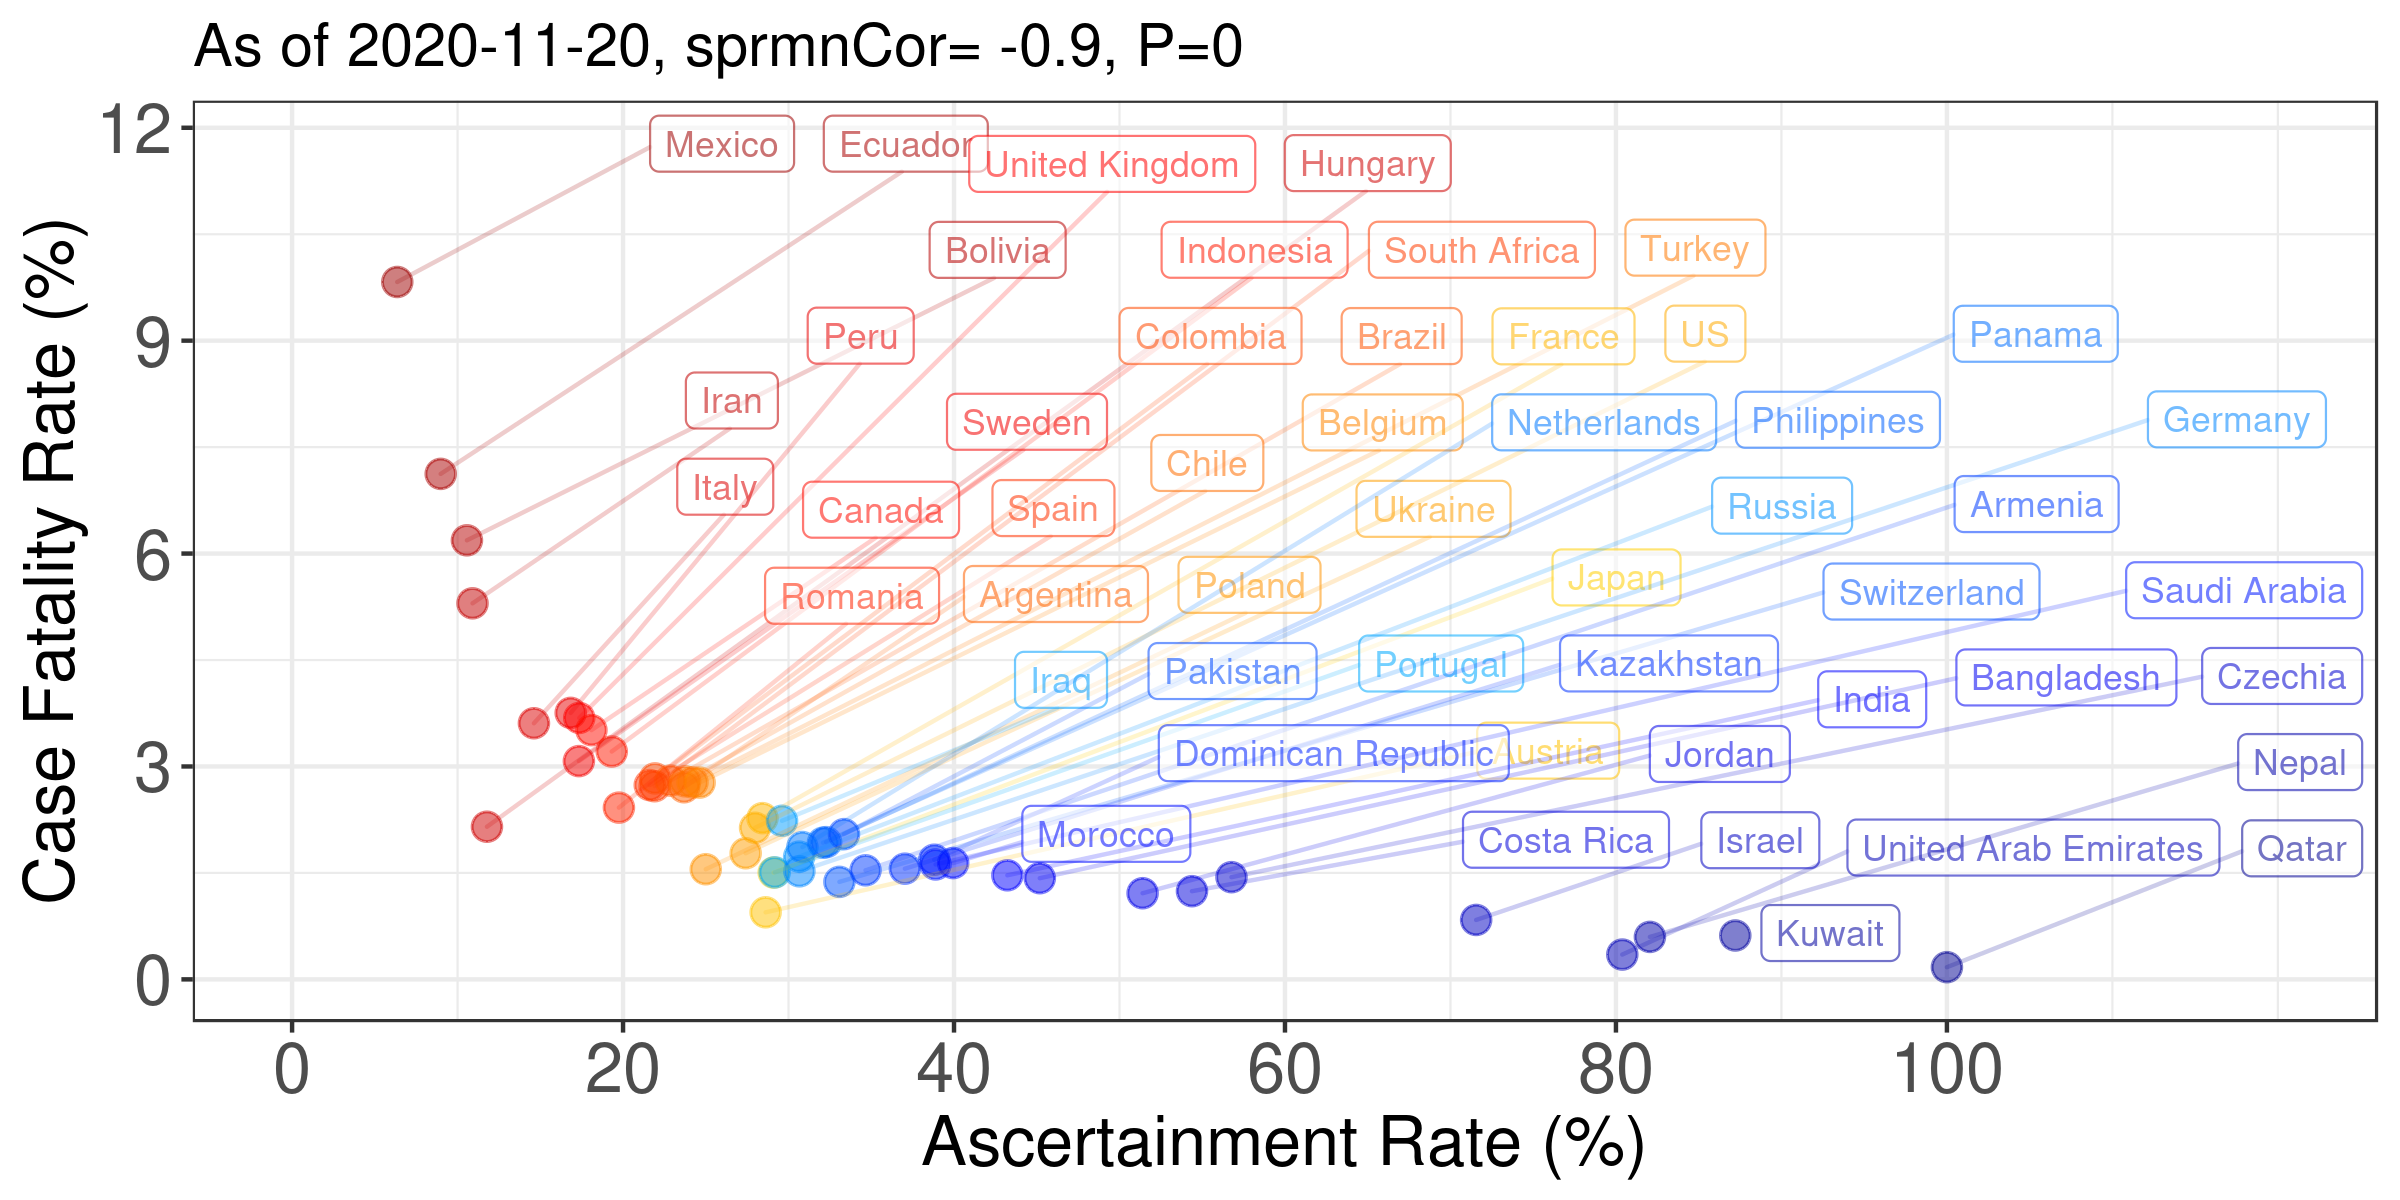 As of 2020-11-20, sprmnCor= -0.9, P=0
12
9
6
3
0
Case Fatality Rate (%)
Mexico
Ecuador
United Kingdom
Hungary
Bolivia
Indonesia
South Africa
Turkey
Peru
Colombia
Brazil
France
US
Panama
Iran
Sweden
Belgium
Netherlands
Philippines
Germany
Chile
Italy
Canada
Spain
Ukraine
Russia
Armenia
Romania
Argentina
Poland
Japan
Switzerland
Saudi Arabia
Iraq
Pakistan
Portugal
Kazakhstan
India
Bangladesh
Czechia
Dominican Republic
Austria
Jordan
Nepal
Morocco
Costa Rica
Israel
United Arab Emirates
Qatar
Kuwait
0
20
40
60
80
100
Ascertainment Rate (%)